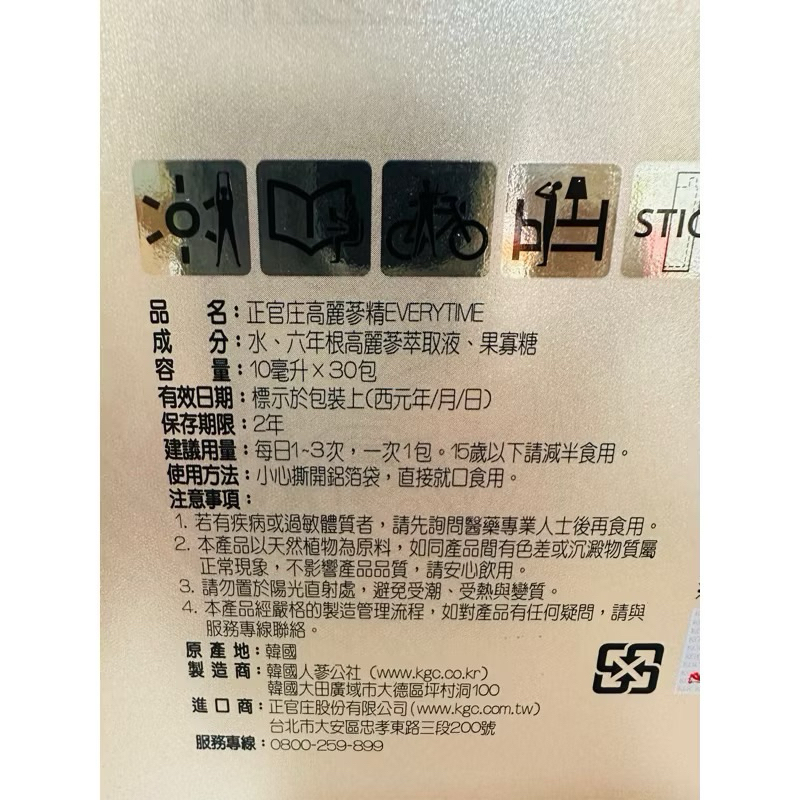 STIC
品名：正官庄高麗蔘精EVERYTIME
成分：水、六年根高麗蔘萃取液、果寡糖
容量：10毫升×30包
有效日期：標示於包裝上(西元年/月/日)
保存期限：2年
建議用量：每日1~3次，一次1包。15歲以下請減半食用。
使用方法：小心撕開鋁箔袋，直接就口食用。
注意事項：
1. 若有疾病或過敏體質者，請先詢問醫藥專業人士後再食用。
2. 本產品以天然植物為原料，如同產品間有色差或沉澱物質屬
正常現象，不影響產品品質，請安心飲用。
3. 請勿置於陽光直射處，避免受潮、受熱與變質。
4. 本產品經嚴格的製造管理流程，如對產品有任何疑問，請與
服務專線聯絡。
原產地：韓國
製造商：韓國人蔘公社（www.kgc.co.kr)
韓國大田廣域市大德區坪村洞100
進口商：正官庄股份有限公司(www.kgc.com.tw)
台北市大安區忠孝東路三段200號
服務專線：0800-259-899